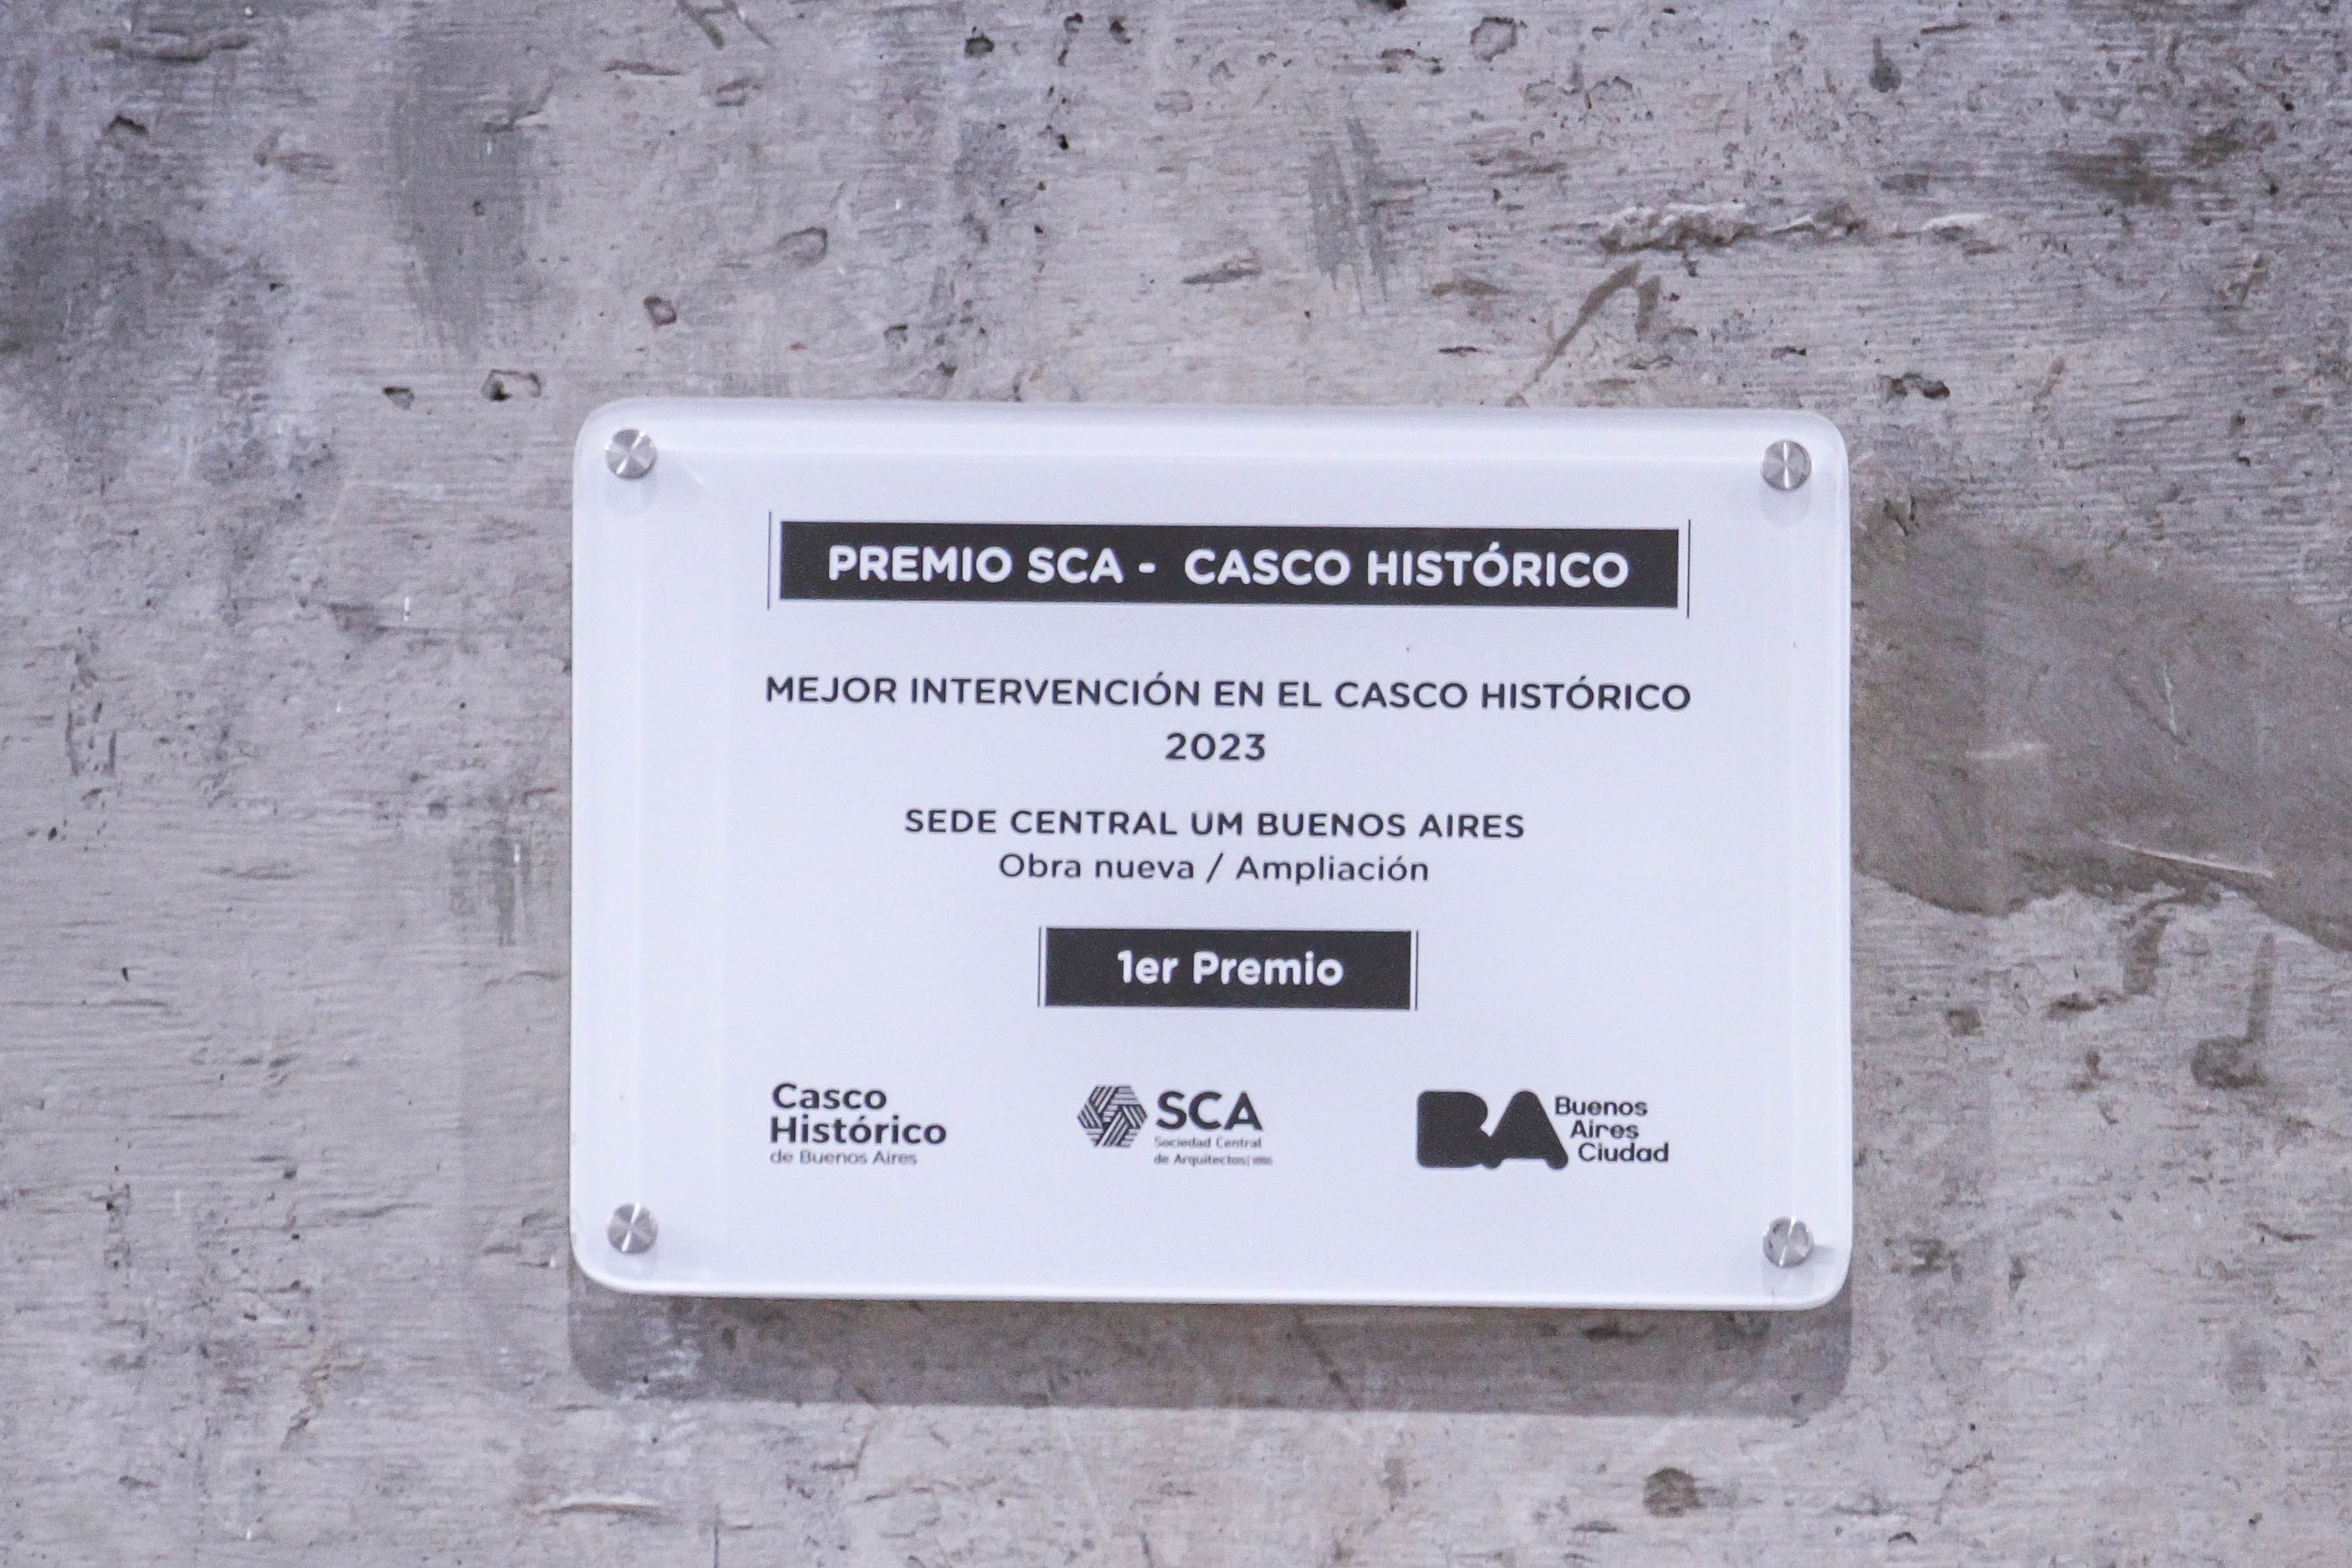 PREMIO SCA - CASCO HISTÓRICO
MEJOR INTERVENCIÓN EN EL CASCO HISTÓRICO
2023
SEDE CENTRAL UM BUENOS AIRES
Obra nueva / Ampliación
1er Premio
Casco
Histórico
de Buenos Aires
SCA
Sociedad Central
de Arquitectos
BA
Buenos
Aires
Ciudad